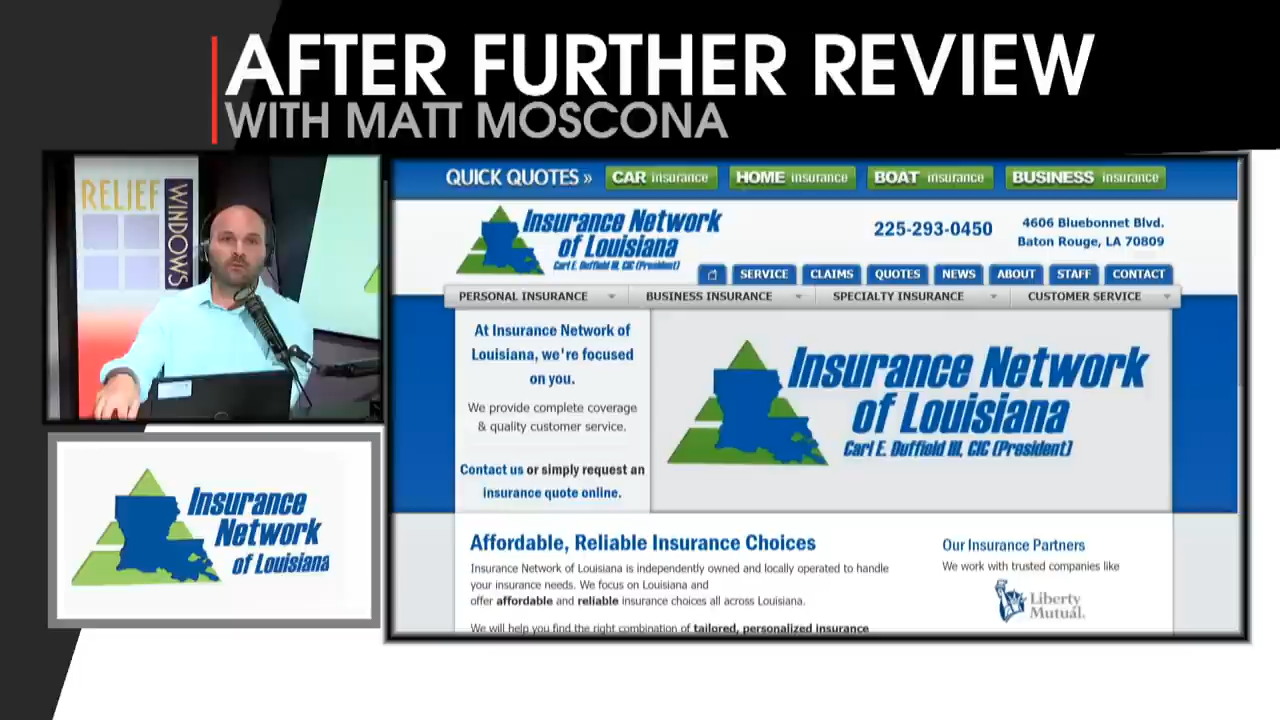 AFTER FURTHER REVIEW
WITH MATT MOSCONA
RELIEF
WINDOWS
QUICK QUOTES »
CAR insurance
HOME insurance
BOAT insurance
BUSINESS insurance
Insurance Network
of Louisiana
Carl E. Duffield III, CIC (President)
225-293-0450
4606 Bluebonnet Blvd.
Baton Rouge, LA 70809
SERVICE
CLAIMS
QUOTES
NEWS
ABOUT
STAFF
CONTACT
PERSONAL INSURANCE
BUSINESS INSURANCE
SPECIALTY INSURANCE
CUSTOMER SERVICE
At Insurance Network of
Louisiana, we're focused
on you.
We provide complete coverage
& quality customer service.
Contact us or simply request an
insurance quote online.
Insurance Network
of Louisiana
Carl E. Duffield III, CIC (President)
Affordable, Reliable Insurance Choices
Insurance Network of Louisiana is independently owned and locally operated to handle
your insurance needs. We focus on Louisiana and
offer affordable and reliable insurance choices all across Louisiana.
We will help you find the right combination of tailored, personalized insurance
Our Insurance Partners
We work with trusted companies like
Liberty
Mutual.
Insurance
Network
of Louisiana